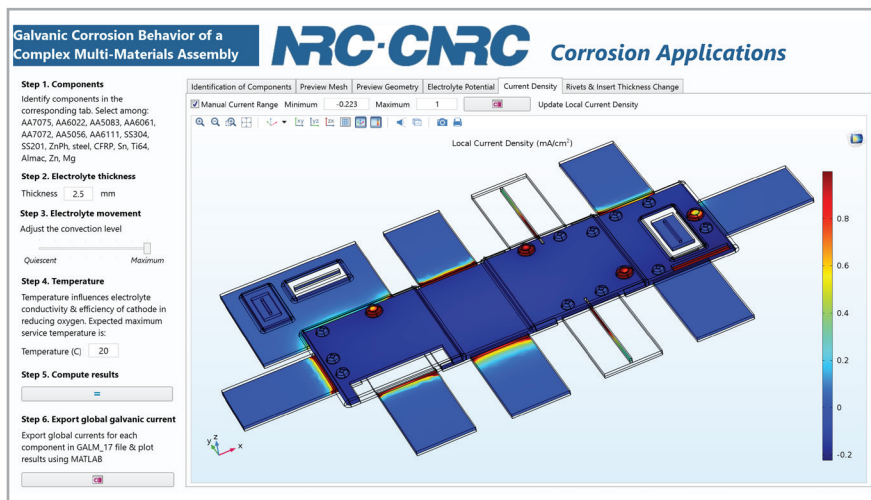 Galvanic Corrosion Behavior of a
Complex Multi-Materials Assembly
NRC·CNRC
Corrosion Applications
Step 1. Components
Identify components in the
corresponding tab. Select among:
AA7075, AA6022, AA5083, AA6061,
AA7072, AA5056, AA6111, SS304,
SS201, ZnPh, steel, CFRP, Sn, Ti64,
Almac, Zn, Mg
Step 2. Electrolyte thickness
Thickness 2.5 mm
Step 3. Electrolyte movement
Adjust the convection level
Quiescent Maximum
Step 4. Temperature
Temperature influences electrolyte
conductivity & efficiency of cathode in
reducing oxygen. Expected maximum
service temperature is:
Temperature (C) 20
Step 5. Compute results
=
Step 6. Export global galvanic current
Export global currents for each
component in GALM_17 file & plot
results using MATLAB
Identification of Components Preview Mesh Preview Geometry Electrolyte Potential Current Density Rivets & Insert Thickness Change
Manual Current Range Minimum -0.223 Maximum 1 Update Local Current Density
xy yz zx
Local Current Density (mA/cm²)
0.8
0.6
0.4
0.2
0
-0.2
y z x